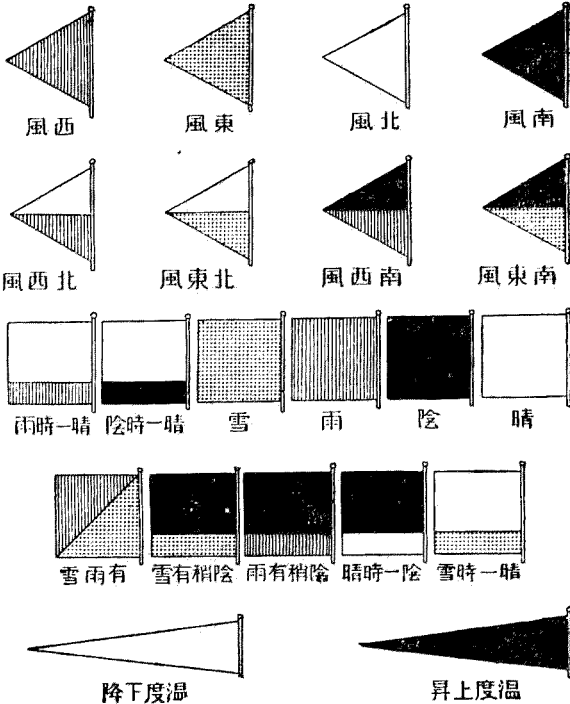 南風
北風
東風
西風
南東風
南西風
北東風
北西風
晴
陰
雨
雪
晴一時陰
晴一時雨
晴一時雪
陰一時晴
陰稍有雨
陰稍有雪
有雨雪
温度上昇
温度下降